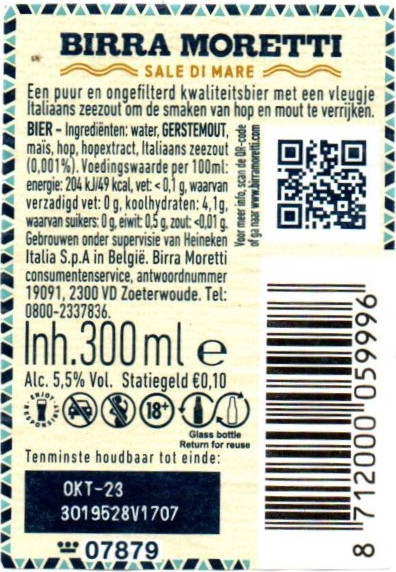 BIRRA MORETTI
SALE DI MARE
Een puur en ongefilterd kwaliteitsbier met een vleugje
Italiaans zeezout om de smaken van hop en mout te verrijken.
BIER – Ingrediënten: water, GERSTEMOUT,
maïs, hop, hopextract, Italiaans zeezout
(0,001%). Voedingswaarde per 100ml:
energie: 204 kJ/49 kcal, vet: < 0,1 g, waarvan
verzadigd vet: 0 g, koolhydraten: 4,1g,
waarvan suikers: 0 g, eiwit: 0,5 g, zout: <0,01 g.
Gebrouwen onder supervisie van Heineken
Italia S.p.A in België. Birra Moretti
consumentenservice, antwoordnummer
19091, 2300 VD Zoeterwoude. Tel:
0800-2337836.
Voor meer info, scan de QR-code
of ga naar www.birramoretti.com
Inh. 300 ml e
Alc. 5,5% Vol. Statiegeld €0,10
ENJOY
RESPONSIBLY
18+
Glass bottle
Return for reuse
Tenminste houdbaar tot einde:
OKT-23
3019528V1707
07879
8 712000 059996